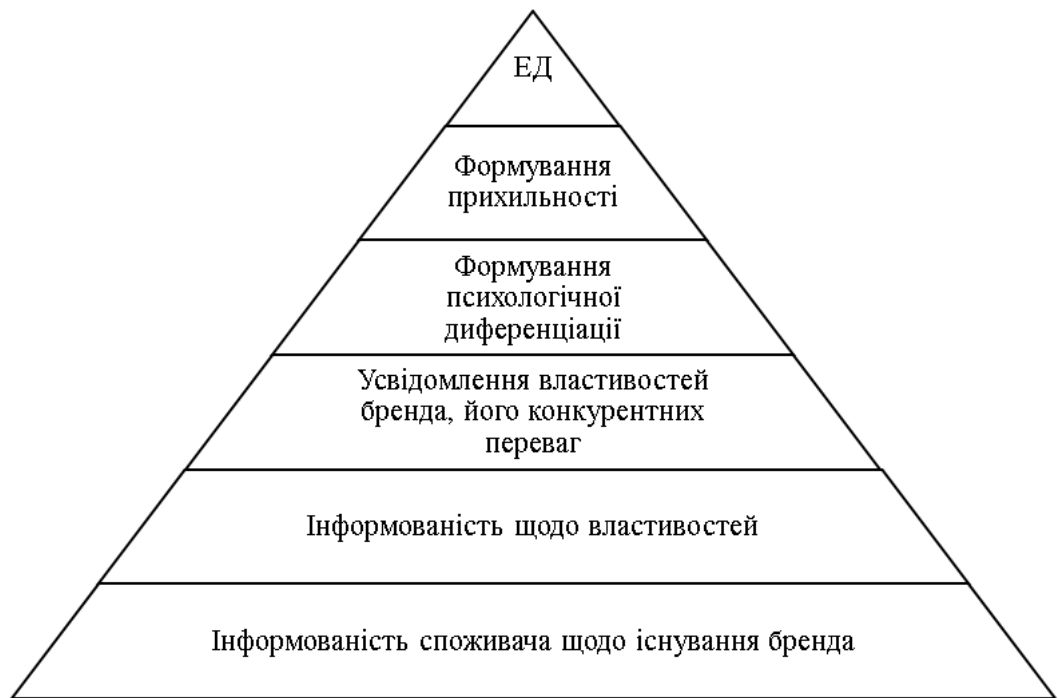 ЕД
Формування
прихильності
Формування
психологічної
диференціації
Усвідомлення властивостей
бренда, його конкурентних
переваг
Інформованість щодо властивостей
Інформованість споживача щодо існування бренда